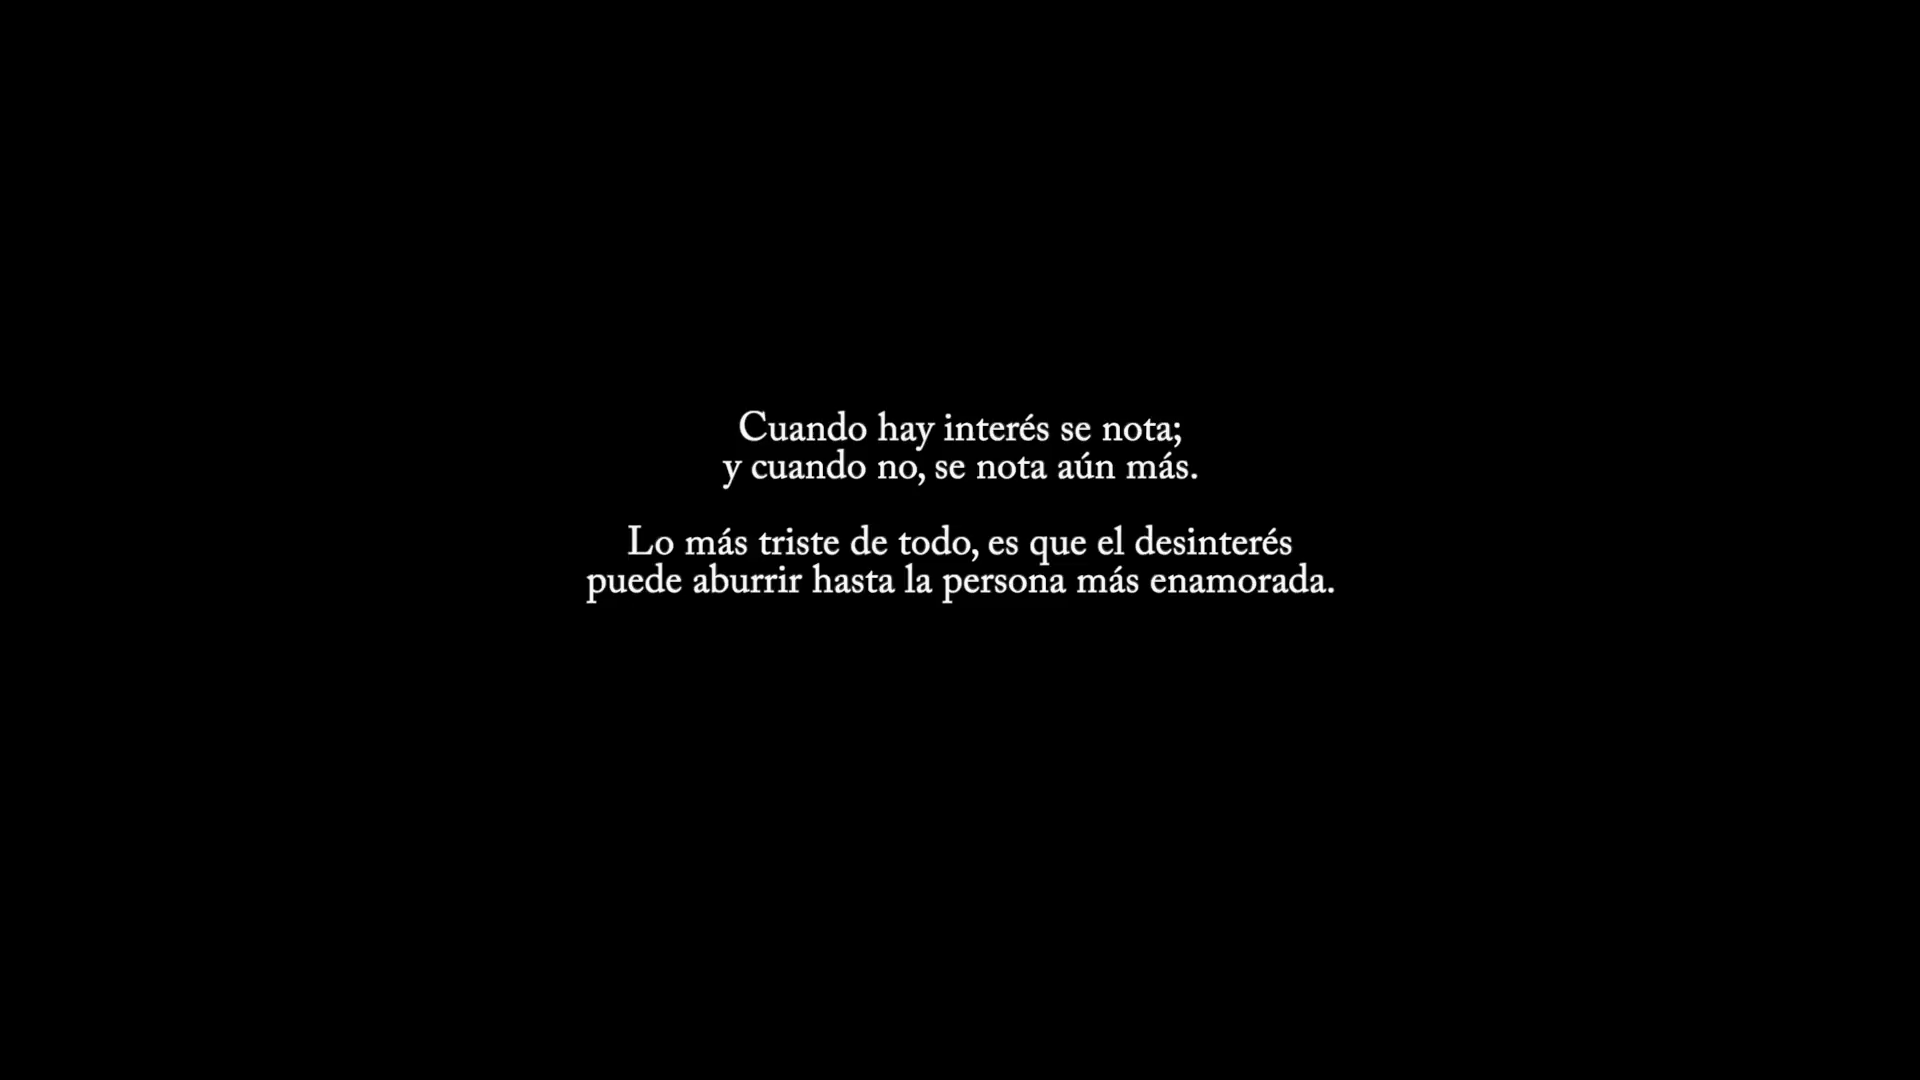 Cuando hay interés se nota;
y cuando no, se nota aún más.
Lo más triste de todo, es que el desinterés
puede aburrir hasta la persona más enamorada.